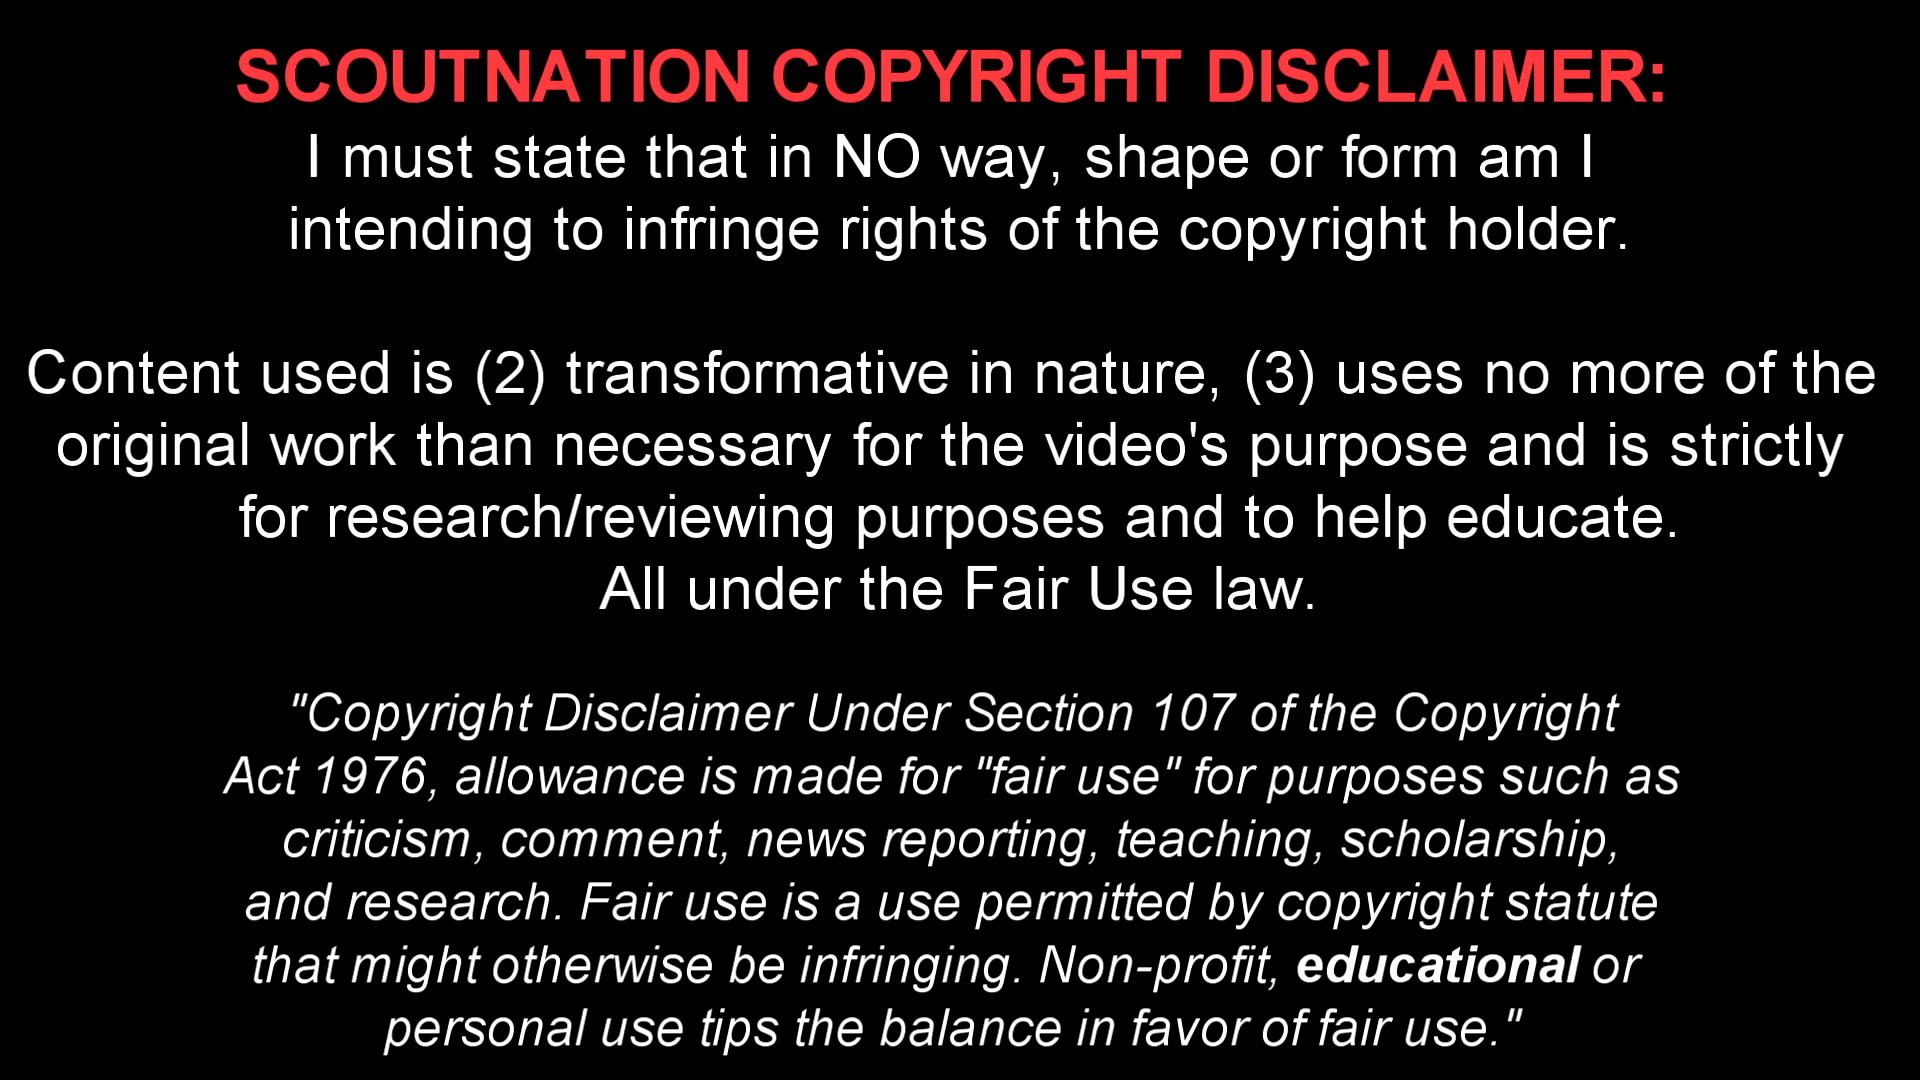 SCOUTNATION COPYRIGHT DISCLAIMER:
I must state that in NO way, shape or form am I
intending to infringe rights of the copyright holder.
Content used is (2) transformative in nature, (3) uses no more of the
original work than necessary for the video's purpose and is strictly
for research/reviewing purposes and to help educate.
All under the Fair Use law.
"Copyright Disclaimer Under Section 107 of the Copyright
Act 1976, allowance is made for "fair use" for purposes such as
criticism, comment, news reporting, teaching, scholarship,
and research. Fair use is a use permitted by copyright statute
that might otherwise be infringing. Non-profit, educational or
personal use tips the balance in favor of fair use."